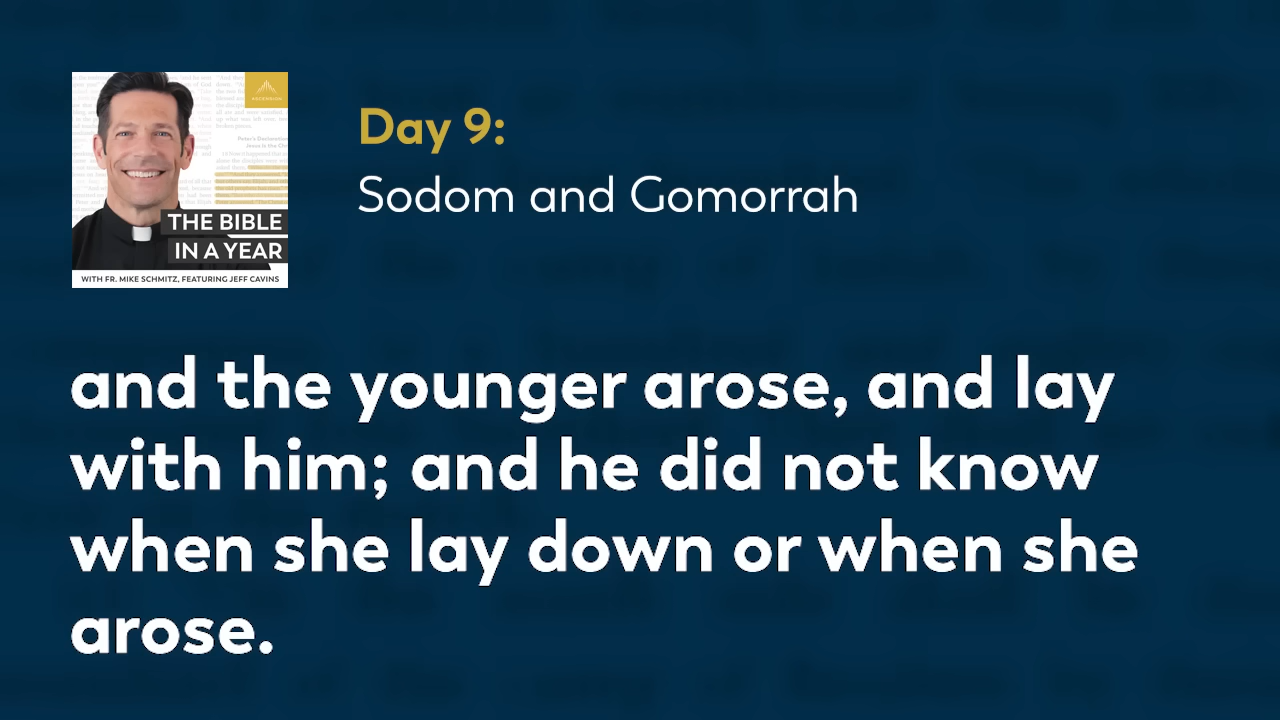 ASCENSION
THE BIBLE
IN A YEAR
WITH FR. MIKE SCHMITZ, FEATURING JEFF CAVINS
Day 9:
Sodom and Gomorrah
and the younger arose, and lay
with him; and he did not know
when she lay down or when she
arose.